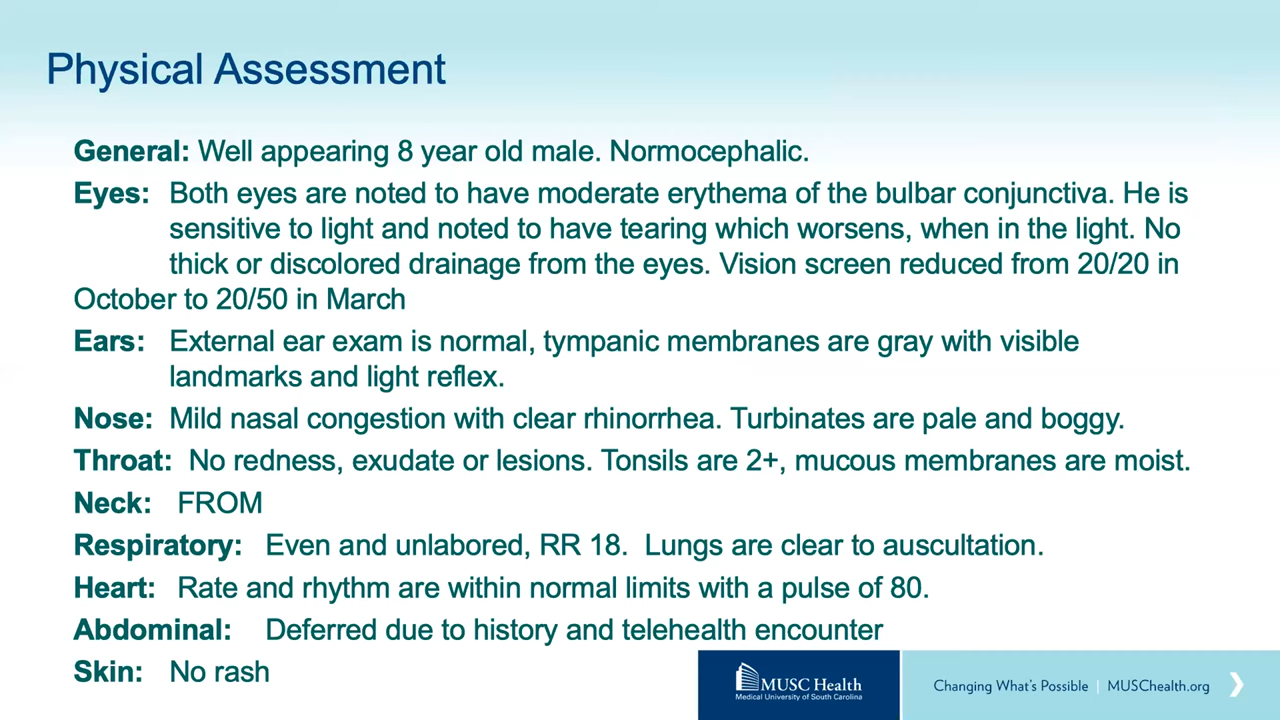 Physical Assessment
General: Well appearing 8 year old male. Normocephalic.
Eyes: Both eyes are noted to have moderate erythema of the bulbar conjunctiva. He is
sensitive to light and noted to have tearing which worsens, when in the light. No
thick or discolored drainage from the eyes. Vision screen reduced from 20/20 in
October to 20/50 in March
Ears: External ear exam is normal, tympanic membranes are gray with visible
landmarks and light reflex.
Nose: Mild nasal congestion with clear rhinorrhea. Turbinates are pale and boggy.
Throat: No redness, exudate or lesions. Tonsils are 2+, mucous membranes are moist.
Neck: FROM
Respiratory: Even and unlabored, RR 18. Lungs are clear to auscultation.
Heart: Rate and rhythm are within normal limits with a pulse of 80.
Abdominal: Deferred due to history and telehealth encounter
Skin: No rash
MUSC Health
Medical University of South Carolina
Changing What's Possible | MUSChealth.org